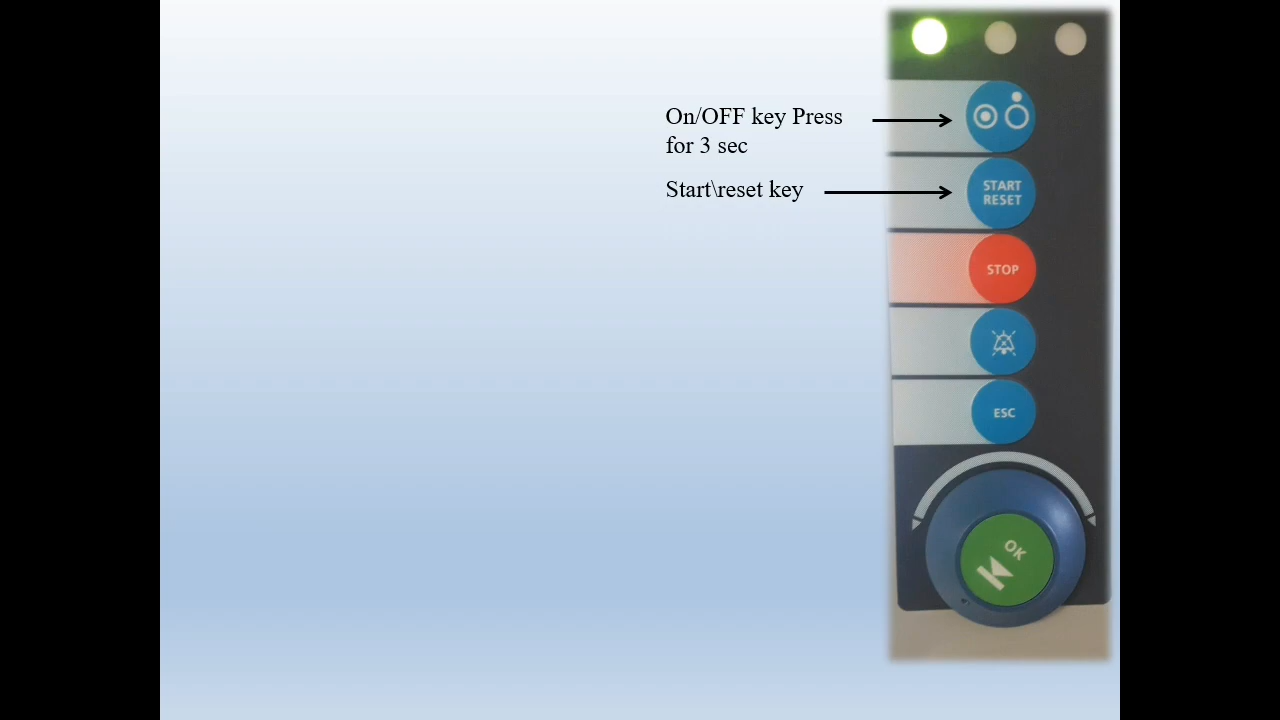 On/OFF key Press
for 3 sec
Start\reset key
START
RESET
STOP
ESC
OK